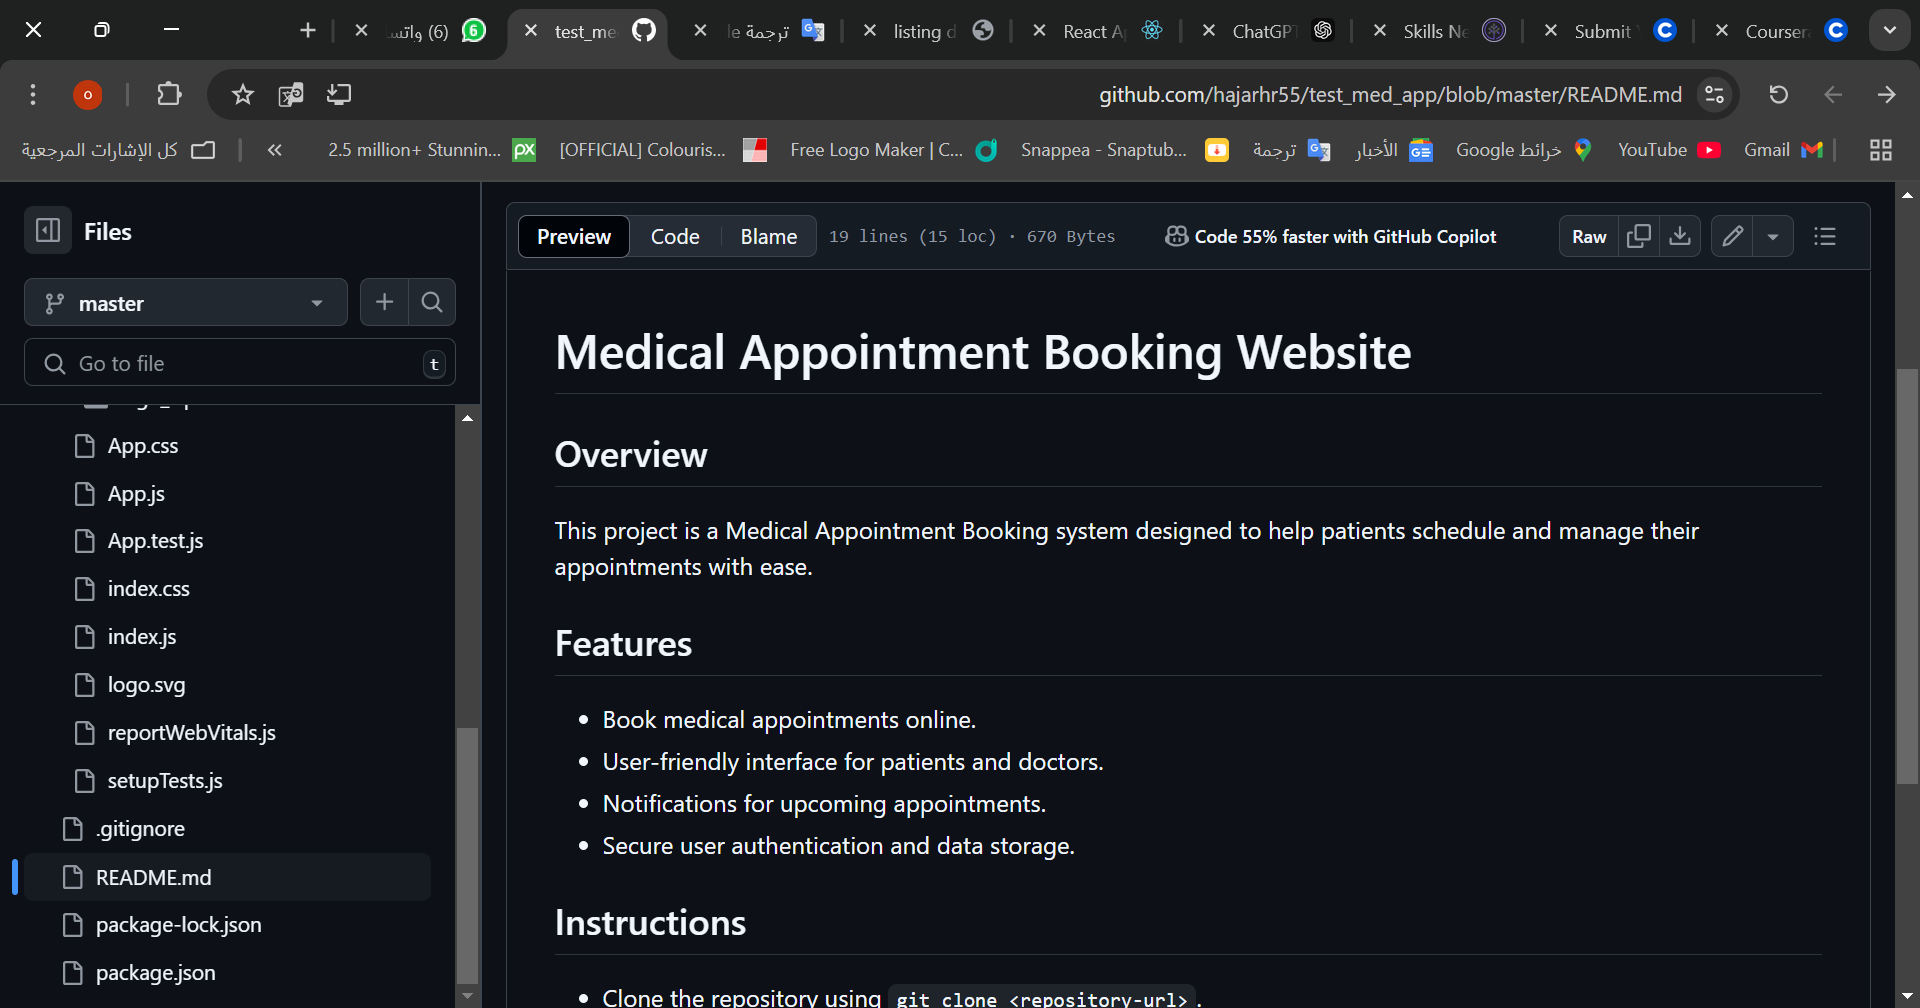 (6) واتس
test_me
ترجمة le
listing d
React A
ChatGPT
Skills Ne
Submit
Courser
o
github.com/hajarhr55/test_med_app/blob/master/README.md
كل الإشارات المرجعية
2.5 million+ Stunnin...
[OFFICIAL] Colouris...
Free Logo Maker | C...
Snappea - Snaptub...
ترجمة
الأخبار
خرائط Google
YouTube
Gmail
Files
master
Go to file
t
App.css
App.js
App.test.js
index.css
index.js
logo.svg
reportWebVitals.js
setupTests.js
.gitignore
README.md
package-lock.json
package.json
Preview
Code
Blame
19 lines (15 loc) · 670 Bytes
Code 55% faster with GitHub Copilot
Raw
Medical Appointment Booking Website
Overview
This project is a Medical Appointment Booking system designed to help patients schedule and manage their
appointments with ease.
Features
• Book medical appointments online.
• User-friendly interface for patients and doctors.
• Notifications for upcoming appointments.
• Secure user authentication and data storage.
Instructions
• Clone the repository using git clone <repository-url> .